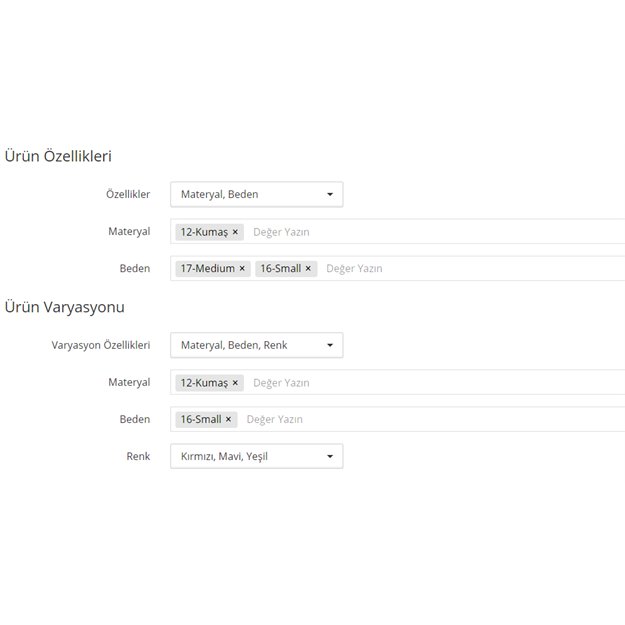 Ürün Özellikleri
Özellikler Materyal, Beden
Materyal 12-Kumaş × Değer Yazın
Beden 17-Medium × 16-Small × Değer Yazın
Ürün Varyasyonu
Varyasyon Özellikleri Materyal, Beden, Renk
Materyal 12-Kumaş × Değer Yazın
Beden 16-Small × Değer Yazın
Renk Kırmızı, Mavi, Yeşil